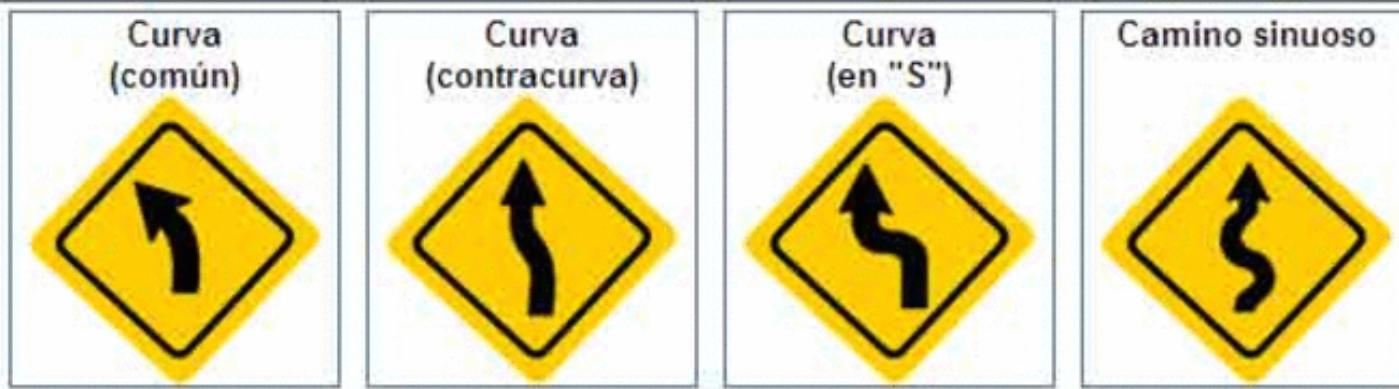 Curva
(común)
Curva
(contracurva)
Curva
(en "S")
Camino sinuoso